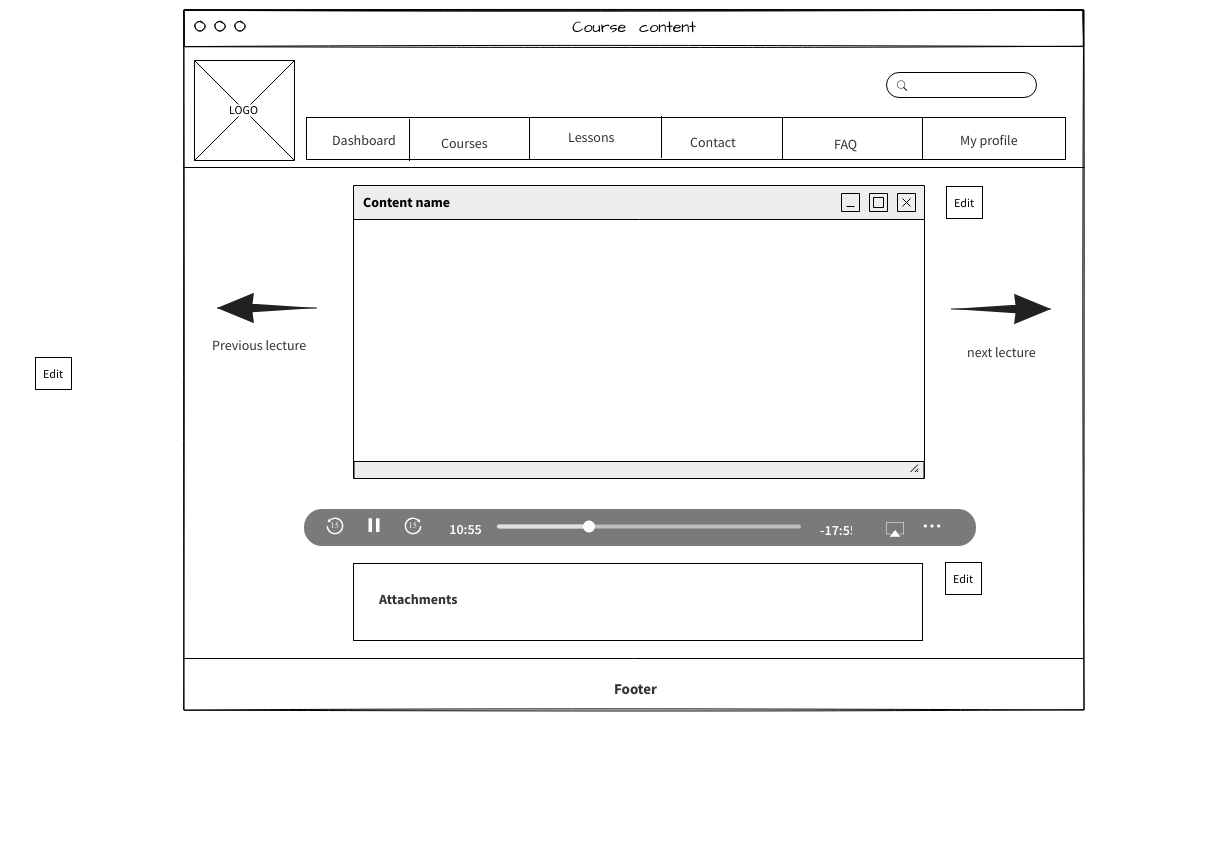 Course content
LOGO
Dashboard
Courses
Lessons
Contact
FAQ
My profile
Content name
Edit
Previous lecture
next lecture
Edit
15
15
10:55
-17:5
Attachments
Edit
Footer